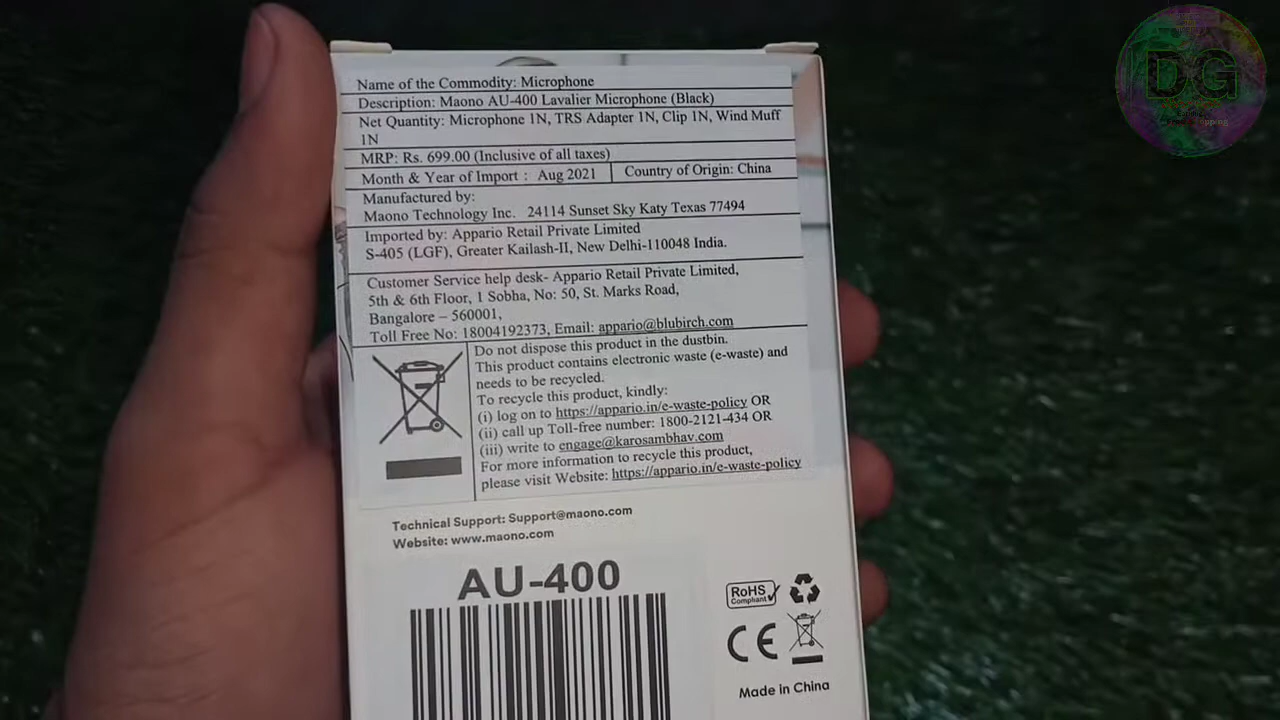 DG
Name of the Commodity: Microphone
Description: Maono AU-400 Lavalier Microphone (Black)
Net Quantity: Microphone 1N, TRS Adapter 1N, Clip 1N, Wind Muff
1N
MRP: Rs. 699.00 (Inclusive of all taxes)
Month & Year of Import : Aug 2021 Country of Origin: China
Manufactured by:
Maono Technology Inc. 24114 Sunset Sky Katy Texas 77494
Imported by: Appario Retail Private Limited
S-405 (LGF), Greater Kailash-II, New Delhi-110048 India.
Customer Service help desk- Appario Retail Private Limited,
5th & 6th Floor, 1 Sobha, No: 50, St. Marks Road,
Bangalore – 560001,
Toll Free No: 18004192373, Email: appario@blubirch.com
Do not dispose this product in the dustbin.
This product contains electronic waste (e-waste) and
needs to be recycled.
To recycle this product, kindly:
(i) log on to https://appario.in/e-waste-policy OR
(ii) call up Toll-free number: 1800-2121-434 OR
(iii) write to engage@karosambhav.com
For more information to recycle this product,
please visit Website: https://appario.in/e-waste-policy
Technical Support: Support@maono.com
Website: www.maono.com
AU-400
RoHS
Compliant
CE
Made in China